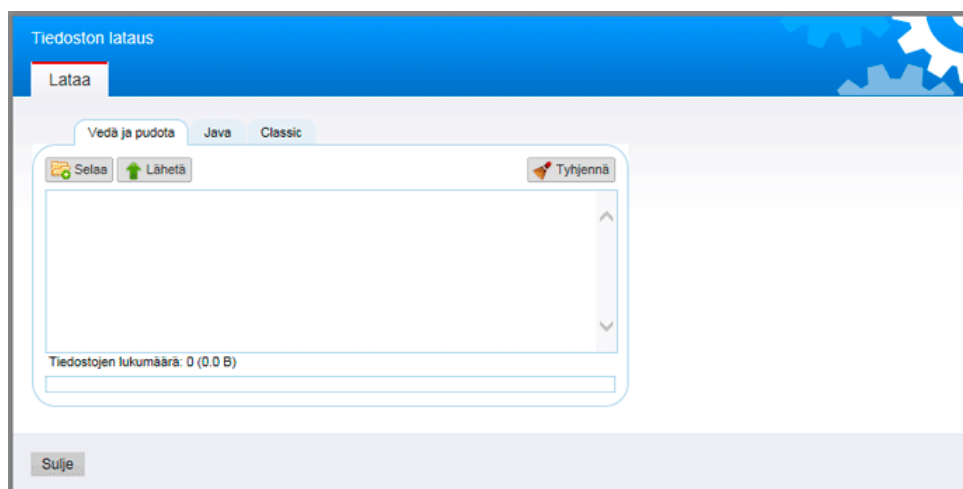 Tiedoston lataus
Lataa
Vedä ja pudota Java Classic
Selaa Lähetä Tyhjennä
Tiedostojen lukumäärä: 0 (0.0 B)
Sulje